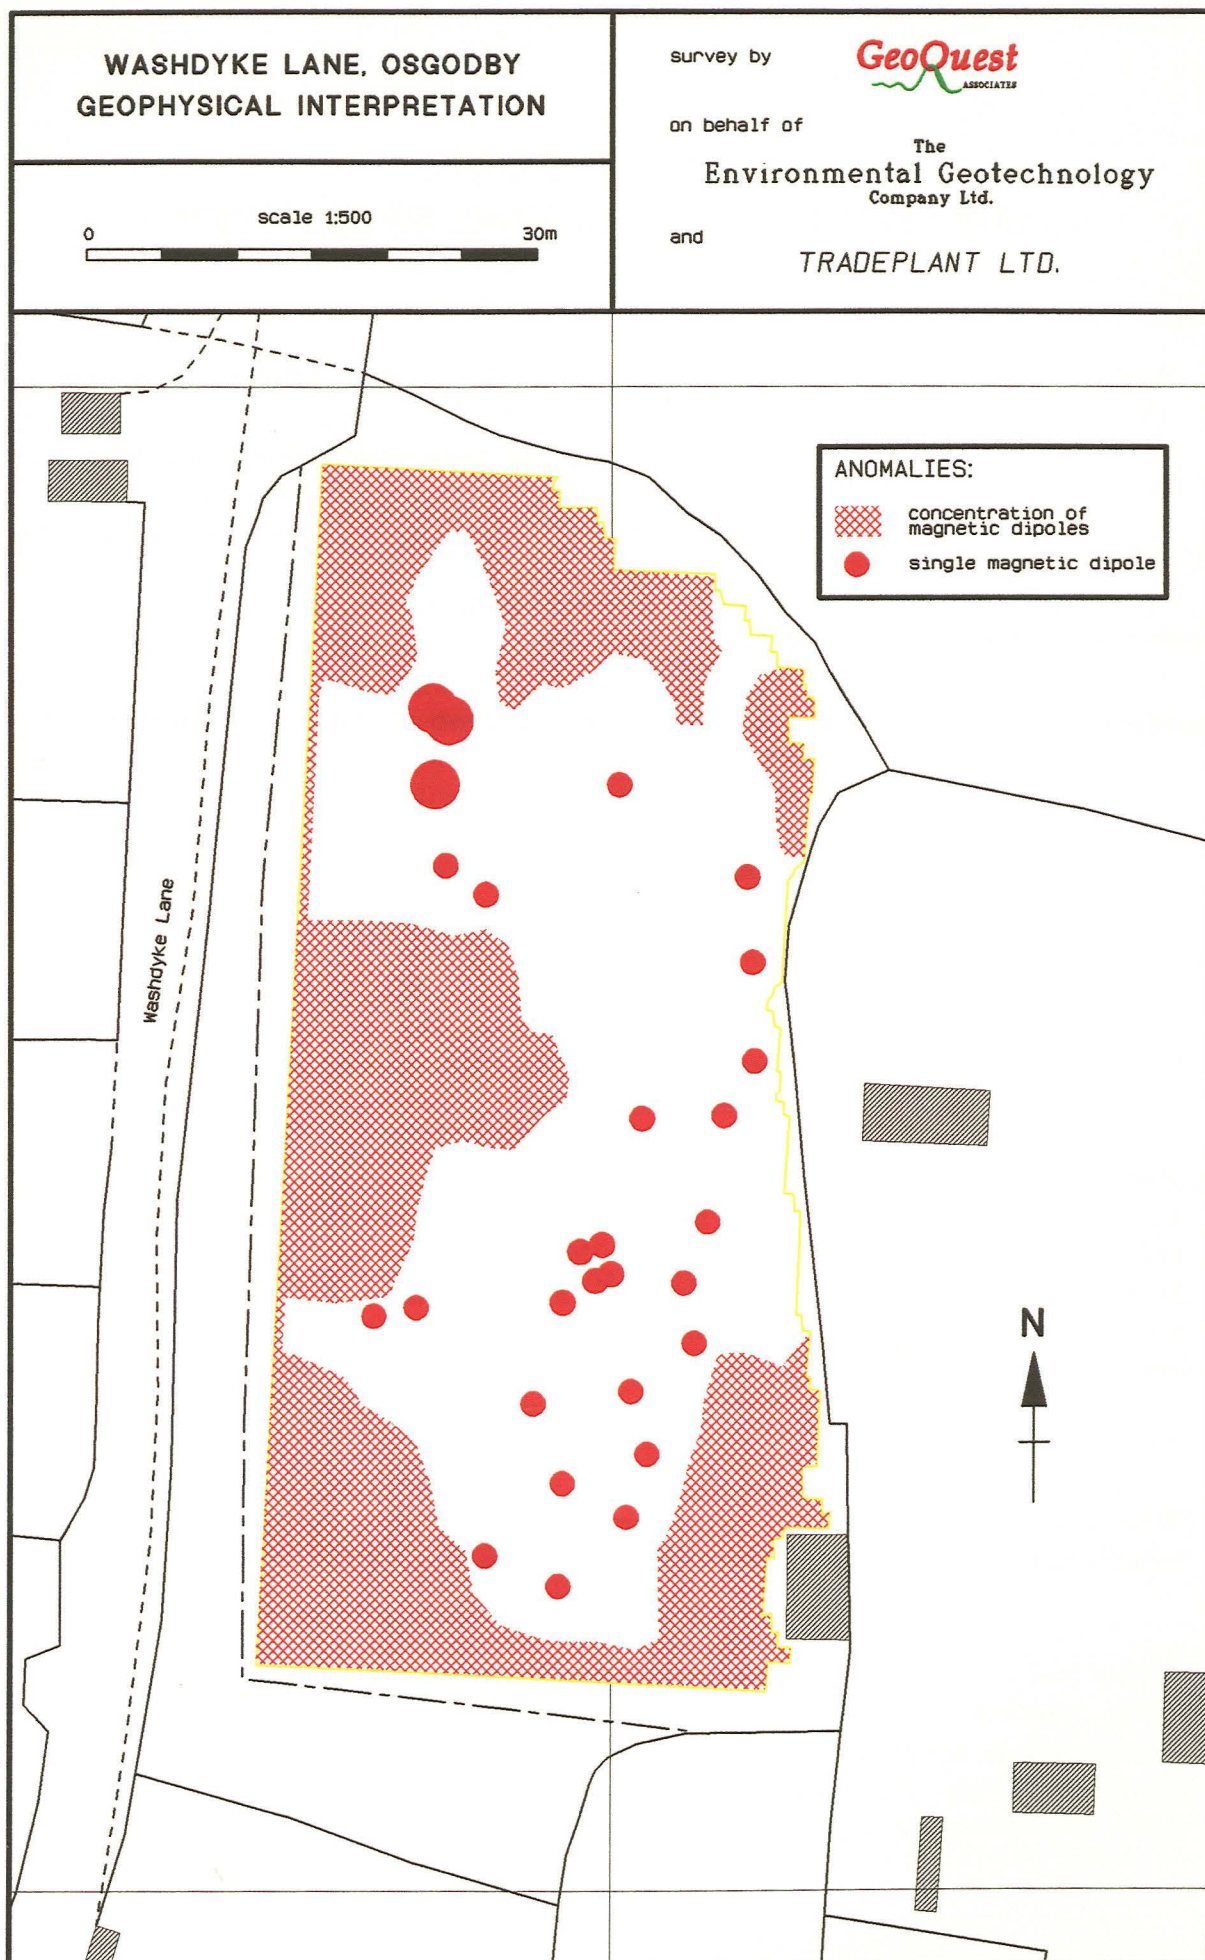 WASHDYKE LANE, OSGODBY
GEOPHYSICAL INTERPRETATION
scale 1:500
0 30m
survey by
GeoQuest
ASSOCIATES
on behalf of
The
Environmental Geotechnology
Company Ltd.
and
TRADEPLANT LTD.
ANOMALIES:
concentration of
magnetic dipoles
single magnetic dipole
Washdyke Lane
N